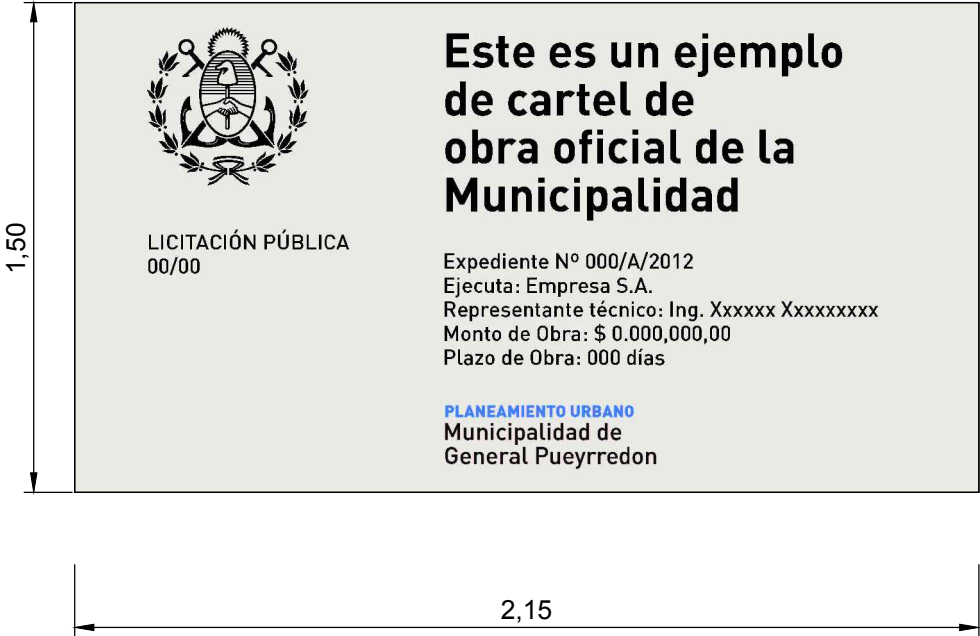 Este es un ejemplo
de cartel de
obra oficial de la
Municipalidad
LICITACIÓN PÚBLICA
00/00
Expediente Nº 000/A/2012
Ejecuta: Empresa S.A.
Representante técnico: Ing. Xxxxxx Xxxxxxxxx
Monto de Obra: $ 0.000,000,00
Plazo de Obra: 000 días
PLANEAMIENTO URBANO
Municipalidad de
General Pueyrredon
1,50
2,15